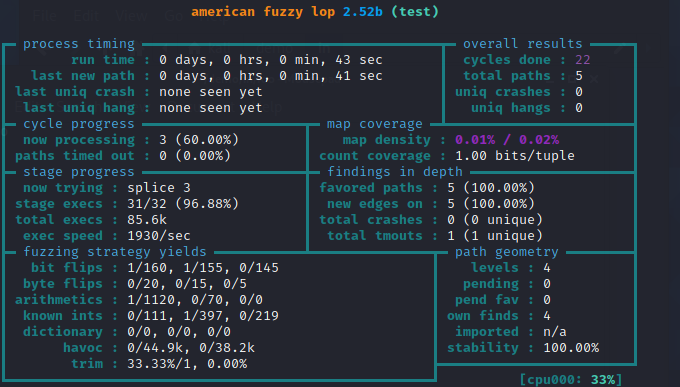 american fuzzy lop 2.52b (test)
process timing
run time : 0 days, 0 hrs, 0 min, 43 sec
last new path : 0 days, 0 hrs, 0 min, 41 sec
last uniq crash : none seen yet
last uniq hang : none seen yet
overall results
cycles done : 22
total paths : 5
uniq crashes : 0
uniq hangs : 0
cycle progress
now processing : 3 (60.00%)
paths timed out : 0 (0.00%)
map coverage
map density : 0.01% / 0.02%
count coverage : 1.00 bits/tuple
stage progress
now trying : splice 3
stage execs : 31/32 (96.88%)
total execs : 85.6k
exec speed : 1930/sec
findings in depth
favored paths : 5 (100.00%)
new edges on : 5 (100.00%)
total crashes : 0 (0 unique)
total tmouts : 1 (1 unique)
fuzzing strategy yields
bit flips : 1/160, 1/155, 0/145
byte flips : 0/20, 0/15, 0/5
arithmetics : 1/1120, 0/70, 0/0
known ints : 0/111, 1/397, 0/219
dictionary : 0/0, 0/0, 0/0
havoc : 0/44.9k, 0/38.2k
trim : 33.33%/1, 0.00%
path geometry
levels : 4
pending : 0
pend fav : 0
own finds : 4
imported : n/a
stability : 100.00%
[cpu000: 33%]